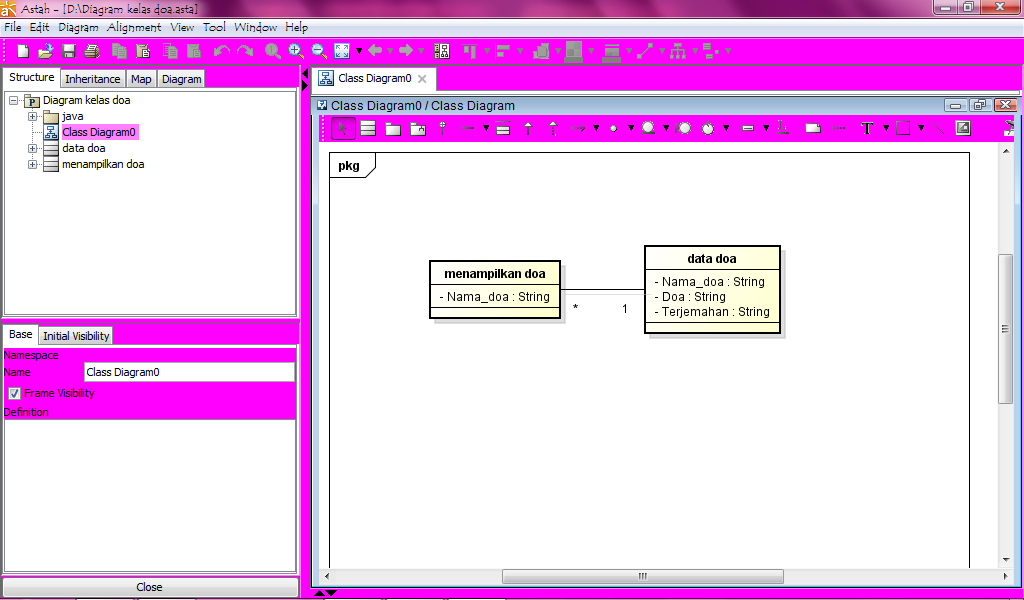 Astah - [D:\Diagram kelas doa.asta]
File Edit Diagram Alignment View Tool Window Help
Structure Inheritance Map Diagram
Diagram kelas doa
java
Class Diagram0
data doa
menampilkan doa
Base Initial Visibility
Namespace
Name Class Diagram0
Frame Visibility
Definition
Close
Class Diagram0
Class Diagram0 / Class Diagram
pkg
menampilkan doa
- Nama_doa : String
* 1
data doa
- Nama_doa : String
- Doa : String
- Terjemahan : String